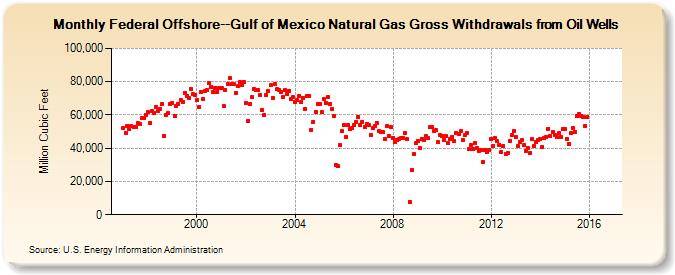 Monthly Federal Offshore--Gulf of Mexico Natural Gas Gross Withdrawals from Oil Wells
Million Cubic Feet
100,000
80,000
60,000
40,000
20,000
0
2000 2004 2008 2012 2016
Source: U.S. Energy Information Administration